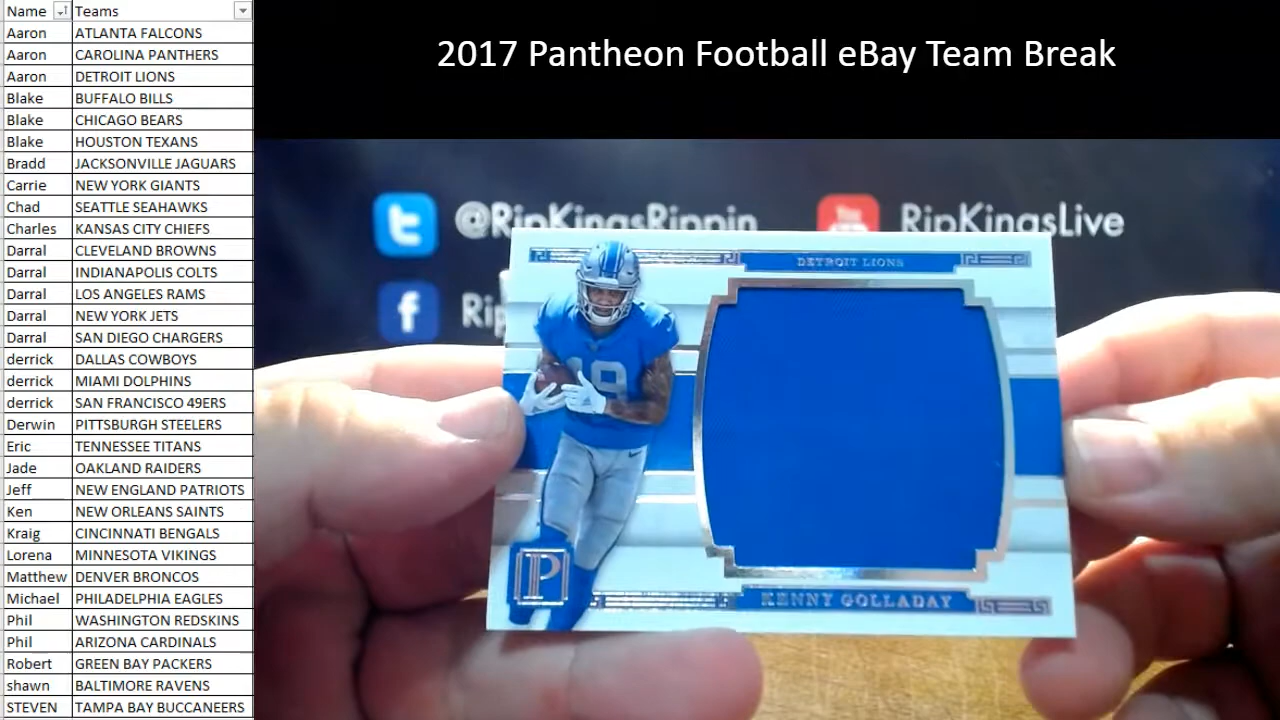 Name Teams
Aaron ATLANTA FALCONS
Aaron CAROLINA PANTHERS
Aaron DETROIT LIONS
Blake BUFFALO BILLS
Blake CHICAGO BEARS
Blake HOUSTON TEXANS
Bradd JACKSONVILLE JAGUARS
Carrie NEW YORK GIANTS
Chad SEATTLE SEAHAWKS
Charles KANSAS CITY CHIEFS
Darral CLEVELAND BROWNS
Darral INDIANAPOLIS COLTS
Darral LOS ANGELES RAMS
Darral NEW YORK JETS
Darral SAN DIEGO CHARGERS
derrick DALLAS COWBOYS
derrick MIAMI DOLPHINS
derrick SAN FRANCISCO 49ERS
Derwin PITTSBURGH STEELERS
Eric TENNESSEE TITANS
Jade OAKLAND RAIDERS
Jeff NEW ENGLAND PATRIOTS
Ken NEW ORLEANS SAINTS
Kraig CINCINNATI BENGALS
Lorena MINNESOTA VIKINGS
Matthew DENVER BRONCOS
Michael PHILADELPHIA EAGLES
Phil WASHINGTON REDSKINS
Phil ARIZONA CARDINALS
Robert GREEN BAY PACKERS
shawn BALTIMORE RAVENS
STEVEN TAMPA BAY BUCCANEERS
2017 Pantheon Football eBay Team Break
@RipKingsRippin
RipKingsLive
DETROIT LIONS
19
P
KENNY GOLLADAY